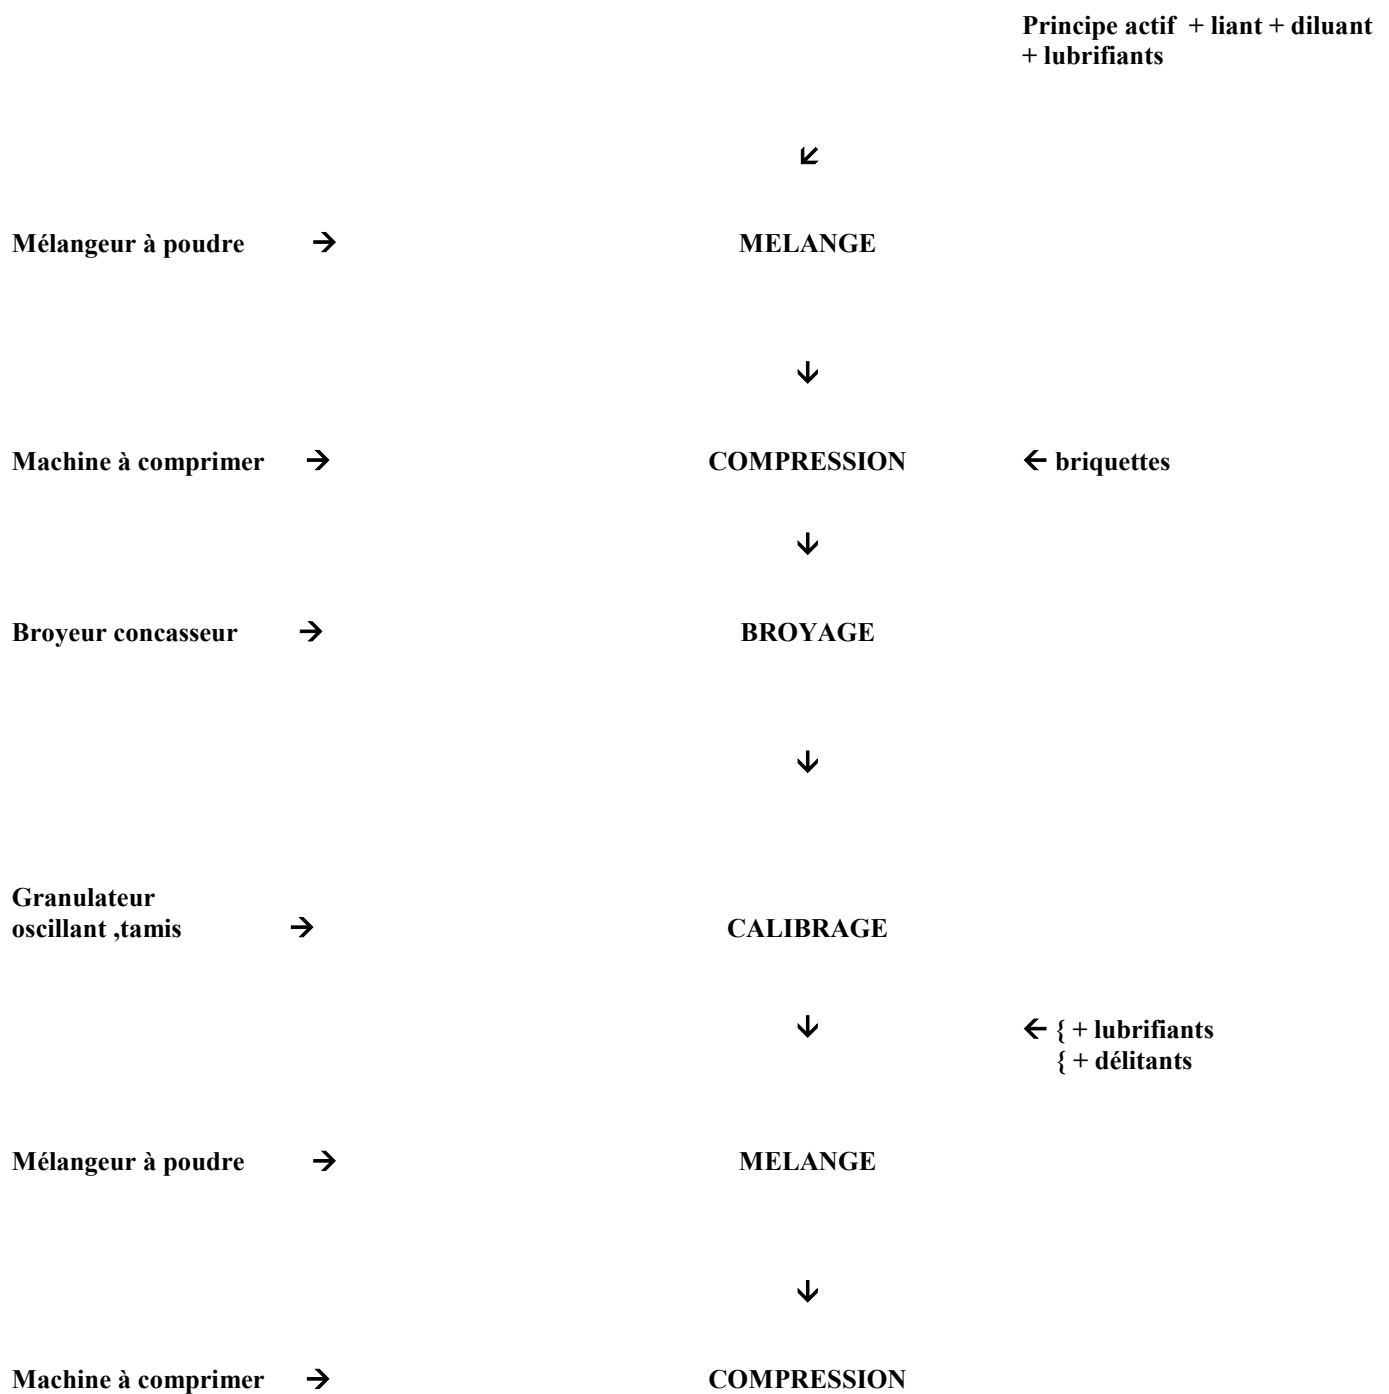 Principe actif + liant + diluant
+ lubrifiants
↙
Mélangeur à poudre → MELANGE
↓
Machine à comprimer → COMPRESSION ← briquettes
↓
Broyeur concasseur → BROYAGE
↓
Granulateur
oscillant ,tamis → CALIBRAGE
↓ ← { + lubrifiants
{ + délitants
Mélangeur à poudre → MELANGE
↓
Machine à comprimer → COMPRESSION